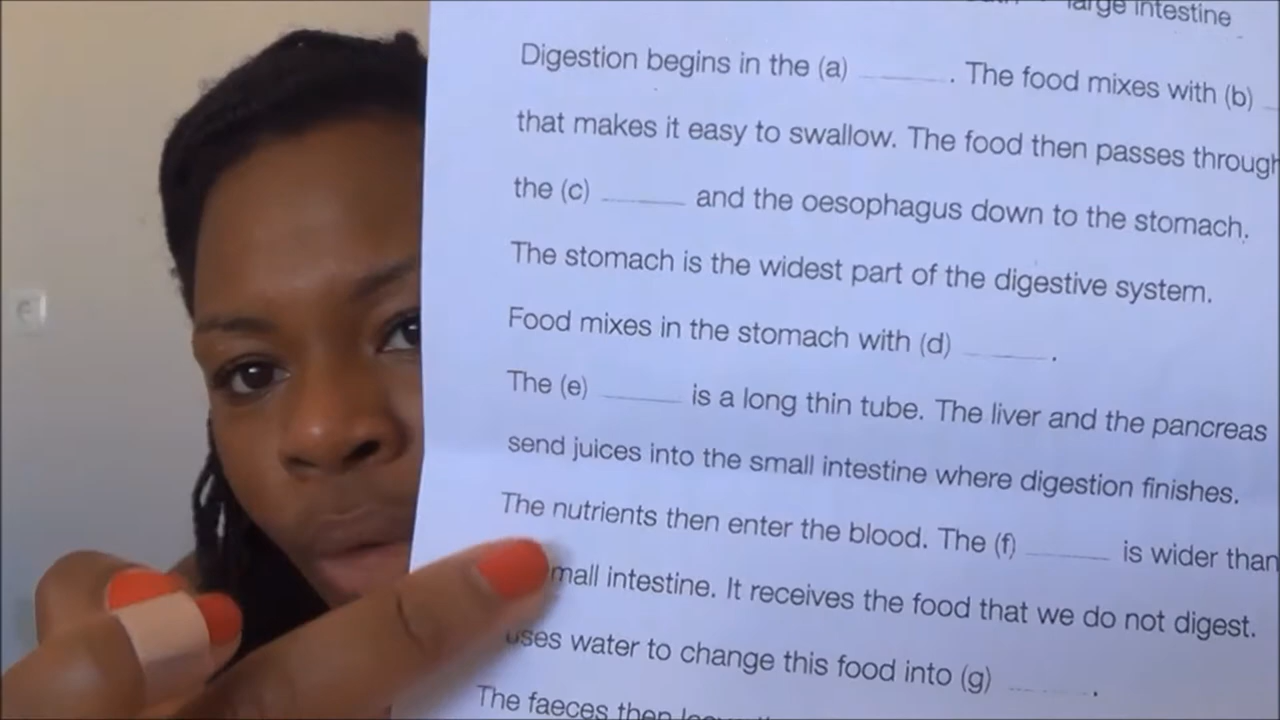 large intestine
Digestion begins in the (a) ______. The food mixes with (b)
that makes it easy to swallow. The food then passes through
the (c) ______ and the oesophagus down to the stomach.
The stomach is the widest part of the digestive system.
Food mixes in the stomach with (d) ______.
The (e) ______ is a long thin tube. The liver and the pancreas
send juices into the small intestine where digestion finishes.
The nutrients then enter the blood. The (f) ______ is wider than
mall intestine. It receives the food that we do not digest.
uses water to change this food into (g) ______.
The faeces then